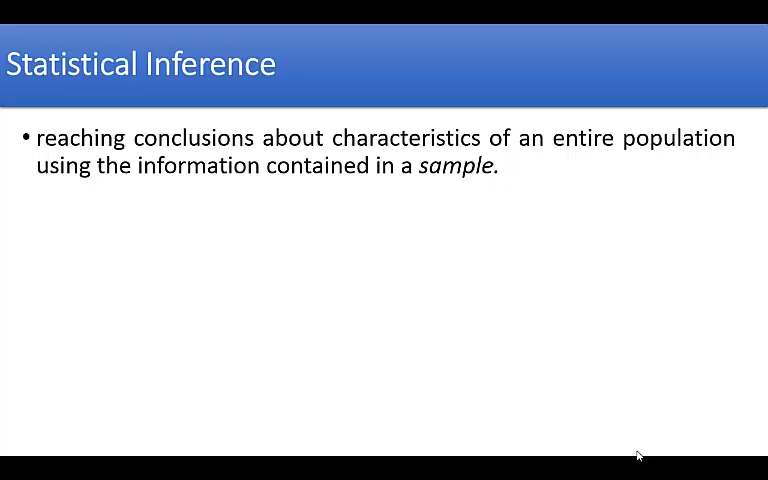 Statistical Inference
• reaching conclusions about characteristics of an entire population
using the information contained in a sample.